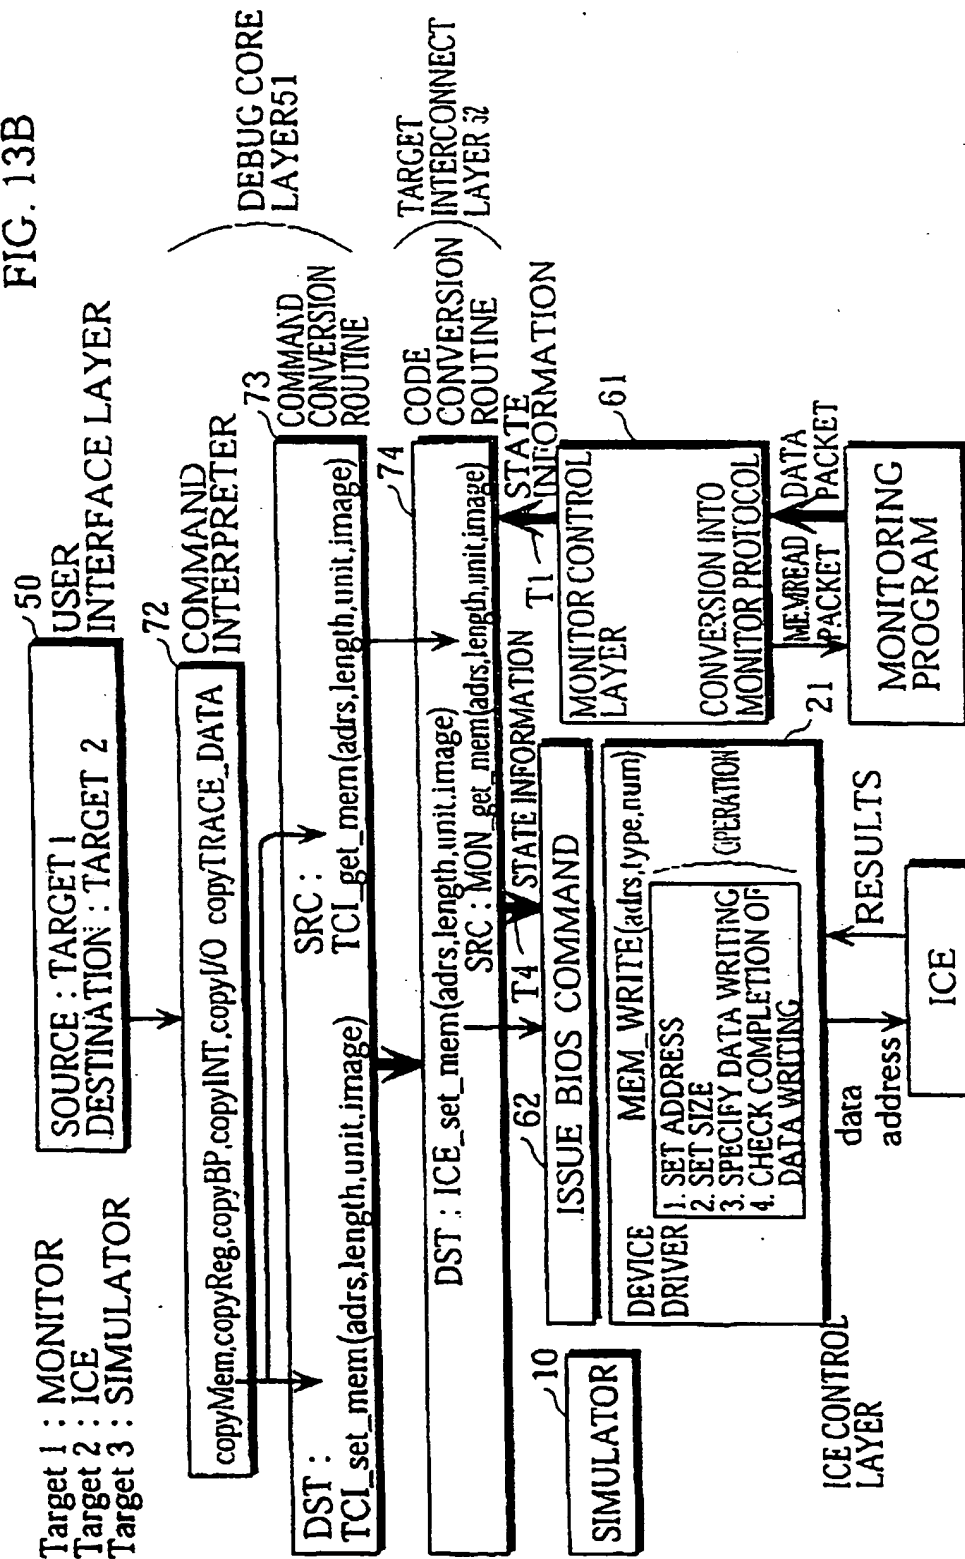 FIG. 13B
Target 1 : MONITOR
Target 2 : ICE
Target 3 : SIMULATOR
SOURCE : TARGET 1
DESTINATION : TARGET 2
50
USER
INTERFACE LAYER
72
COMMAND
INTERPRETER
copyMem,copyReg,copyBP,copyINT,copyI/O copyTRACE_DATA
73
COMMAND
CONVERSION
ROUTINE
DEBUG CORE
LAYER51
DST :
TCI_set_mem(adrs,length,unit,image)
SRC :
TCI_get_mem(adrs,length,unit,image)
74
CODE
CONVERSION
ROUTINE
TARGET
INTERCONNECT
LAYER 52
DST : ICE_set_mem(adrs,length,unit.image)
SRC : MON_get_mem(adrs,length,unit,image)
T4
STATE INFORMATION
T1
STATE
INFORMATION
10
SIMULATOR
62
ISSUE BIOS COMMAND
DEVICE
DRIVER
MEM_WRITE(adrs,type,num)
1. SET ADDRESS
2. SET SIZE
3. SPECIFY DATA WRITING
4. CHECK COMPLETION OF
DATA WRITING
OPERATION
21
ICE CONTROL
LAYER
data
address
RESULTS
ICE
61
MONITOR CONTROL
LAYER
CONVERSION INTO
MONITOR PROTOCOL
MEMREAD
PACKET
DATA
PACKET
MONITORING
PROGRAM